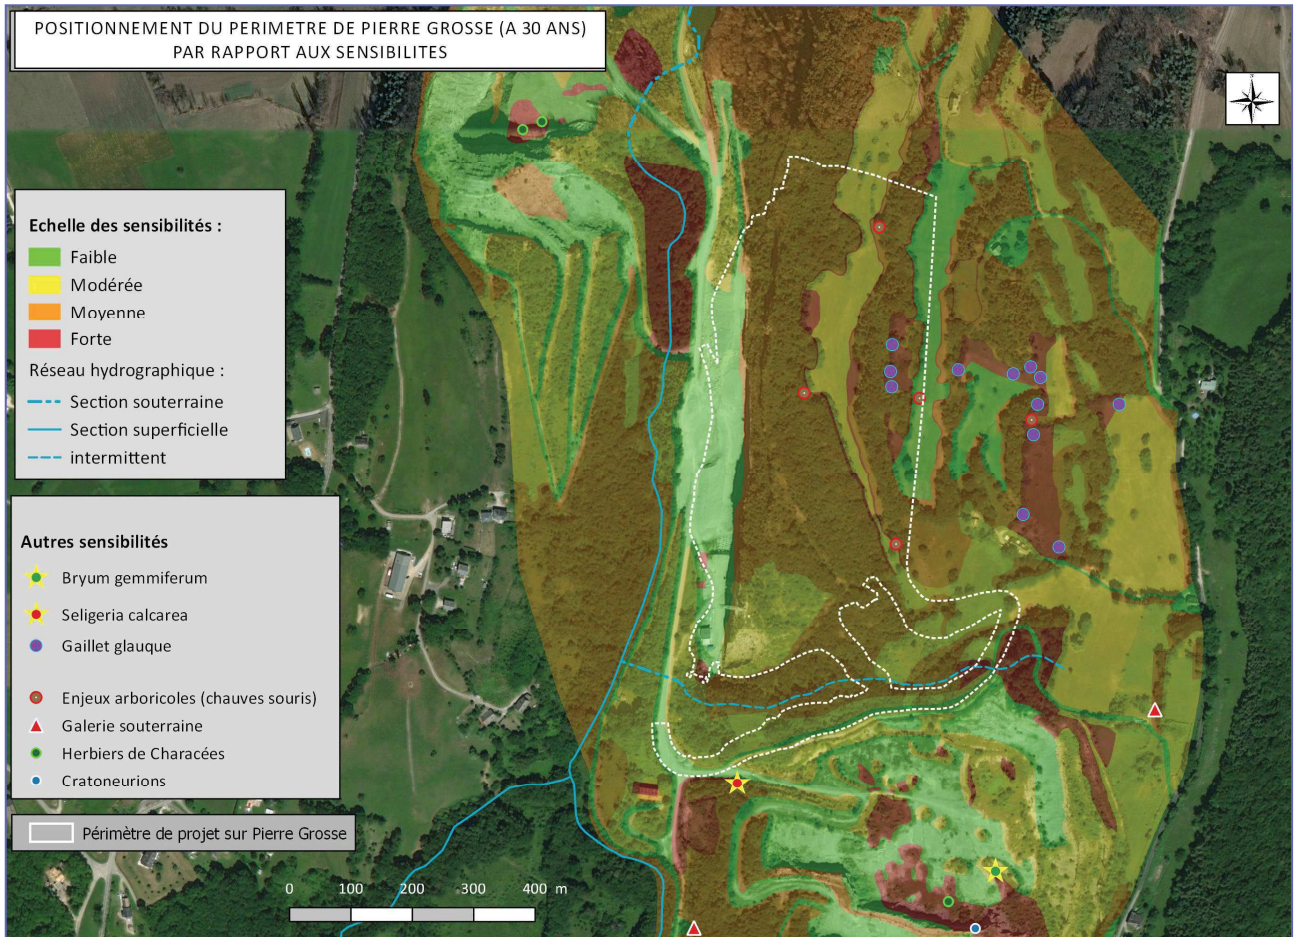 POSITIONNEMENT DU PERIMETRE DE PIERRE GROSSE (A 30 ANS)
PAR RAPPORT AUX SENSIBILITES
Echelle des sensibilités :
Faible
Modérée
Moyenne
Forte
Réseau hydrographique :
Section souterraine
Section superficielle
intermittent
Autres sensibilités
Bryum gemmiferum
Seligeria calcarea
Gaillet glauque
Enjeux arboricoles (chauves souris)
Galerie souterraine
Herbiers de Characées
Cratoneurions
Périmètre de projet sur Pierre Grosse
0 100 200 300 400 m